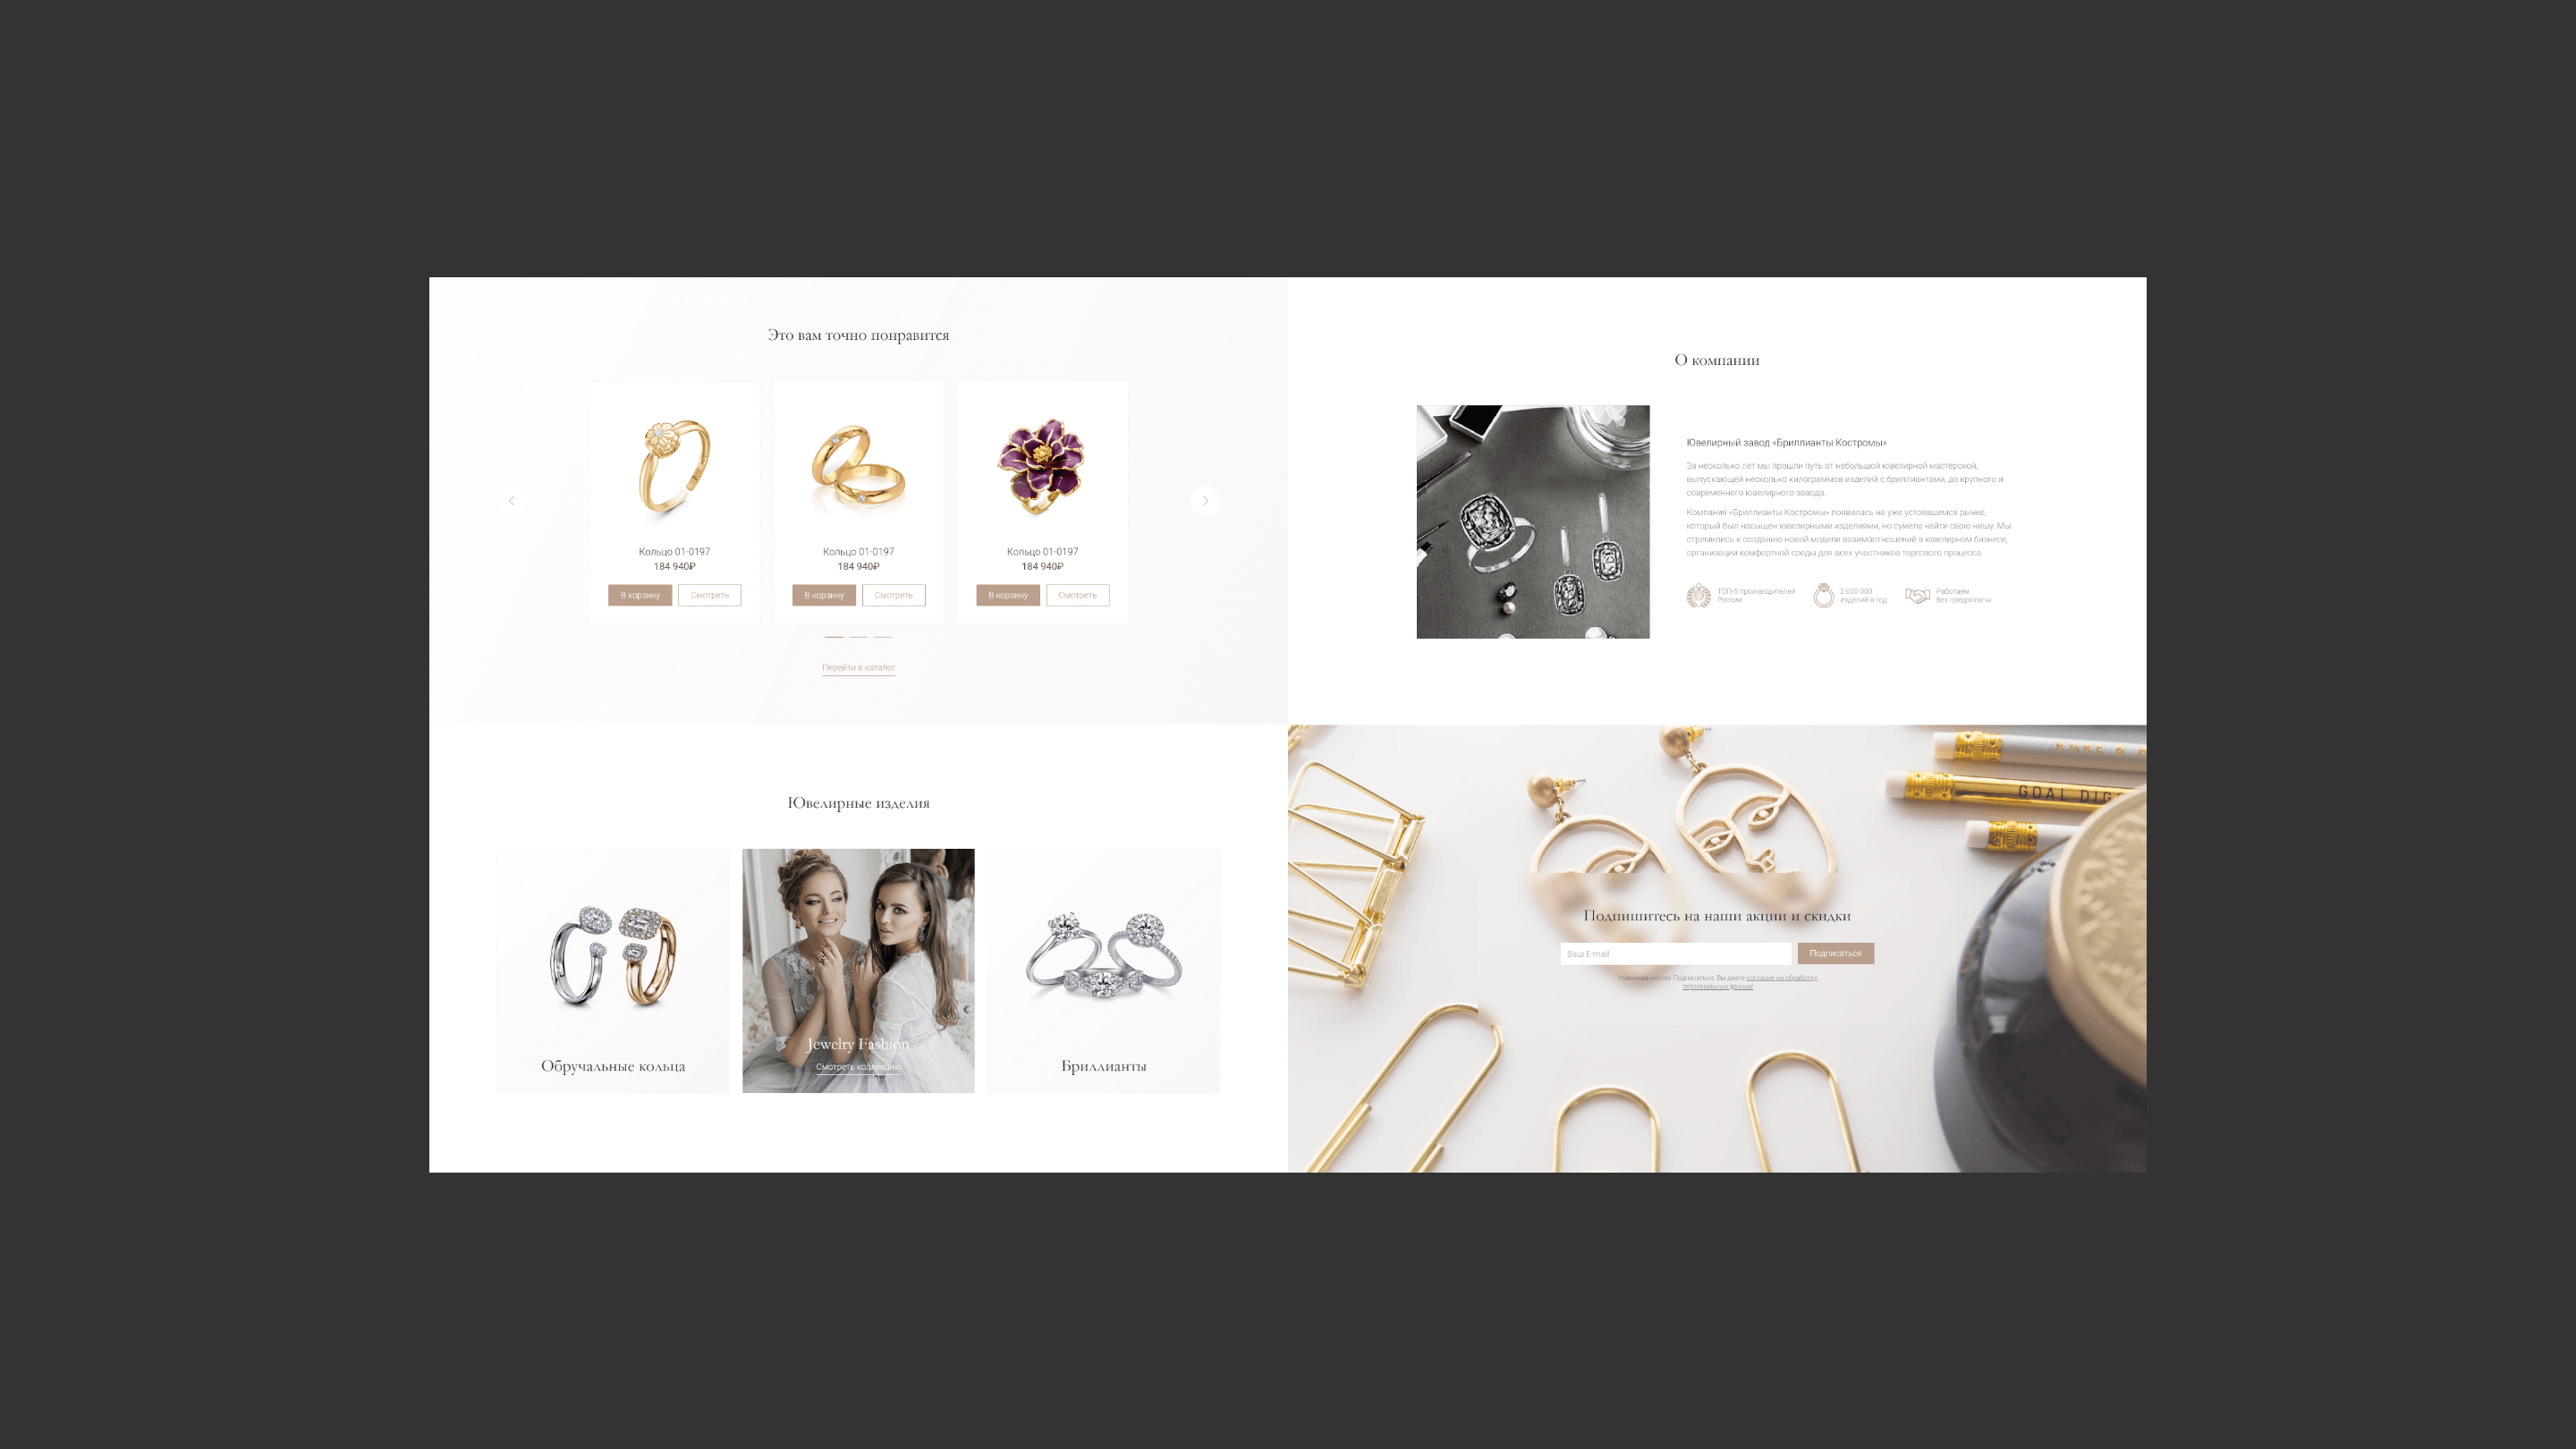 Это вам точно понравится
Кольцо 01-0197
184 940₽
В корзину
Смотреть
Кольцо 01-0197
184 940₽
В корзину
Смотреть
Кольцо 01-0197
184 940₽
В корзину
Смотреть
Перейти в каталог
О компании
Ювелирный завод «Бриллианты Костромы»
За несколько лет мы прошли путь от небольшой ювелирной мастерской,
выпускающей несколько килограммов изделий с бриллиантами, до крупного и
современного ювелирного завода.
Компания «Бриллианты Костромы» появилась на уже устоявшемся рынке,
который был насыщен ювелирными изделиями, но сумела найти свою нишу. Мы
стремились к созданию новой модели взаимоотношений в ювелирном бизнесе,
организации комфортной среды для всех участников торгового процесса.
ТОП-5 производителей
России
2 000 000
изделий в год
Работаем
без предоплаты
Ювелирные изделия
Обручальные кольца
Jewelry Fashion
Смотреть коллекцию
Бриллианты
GOAL DIG
Подпишитесь на наши акции и скидки
Ваш E-mail
Подписаться
Нажимая кнопку Подписаться, Вы даете согласие на обработку
персональных данных